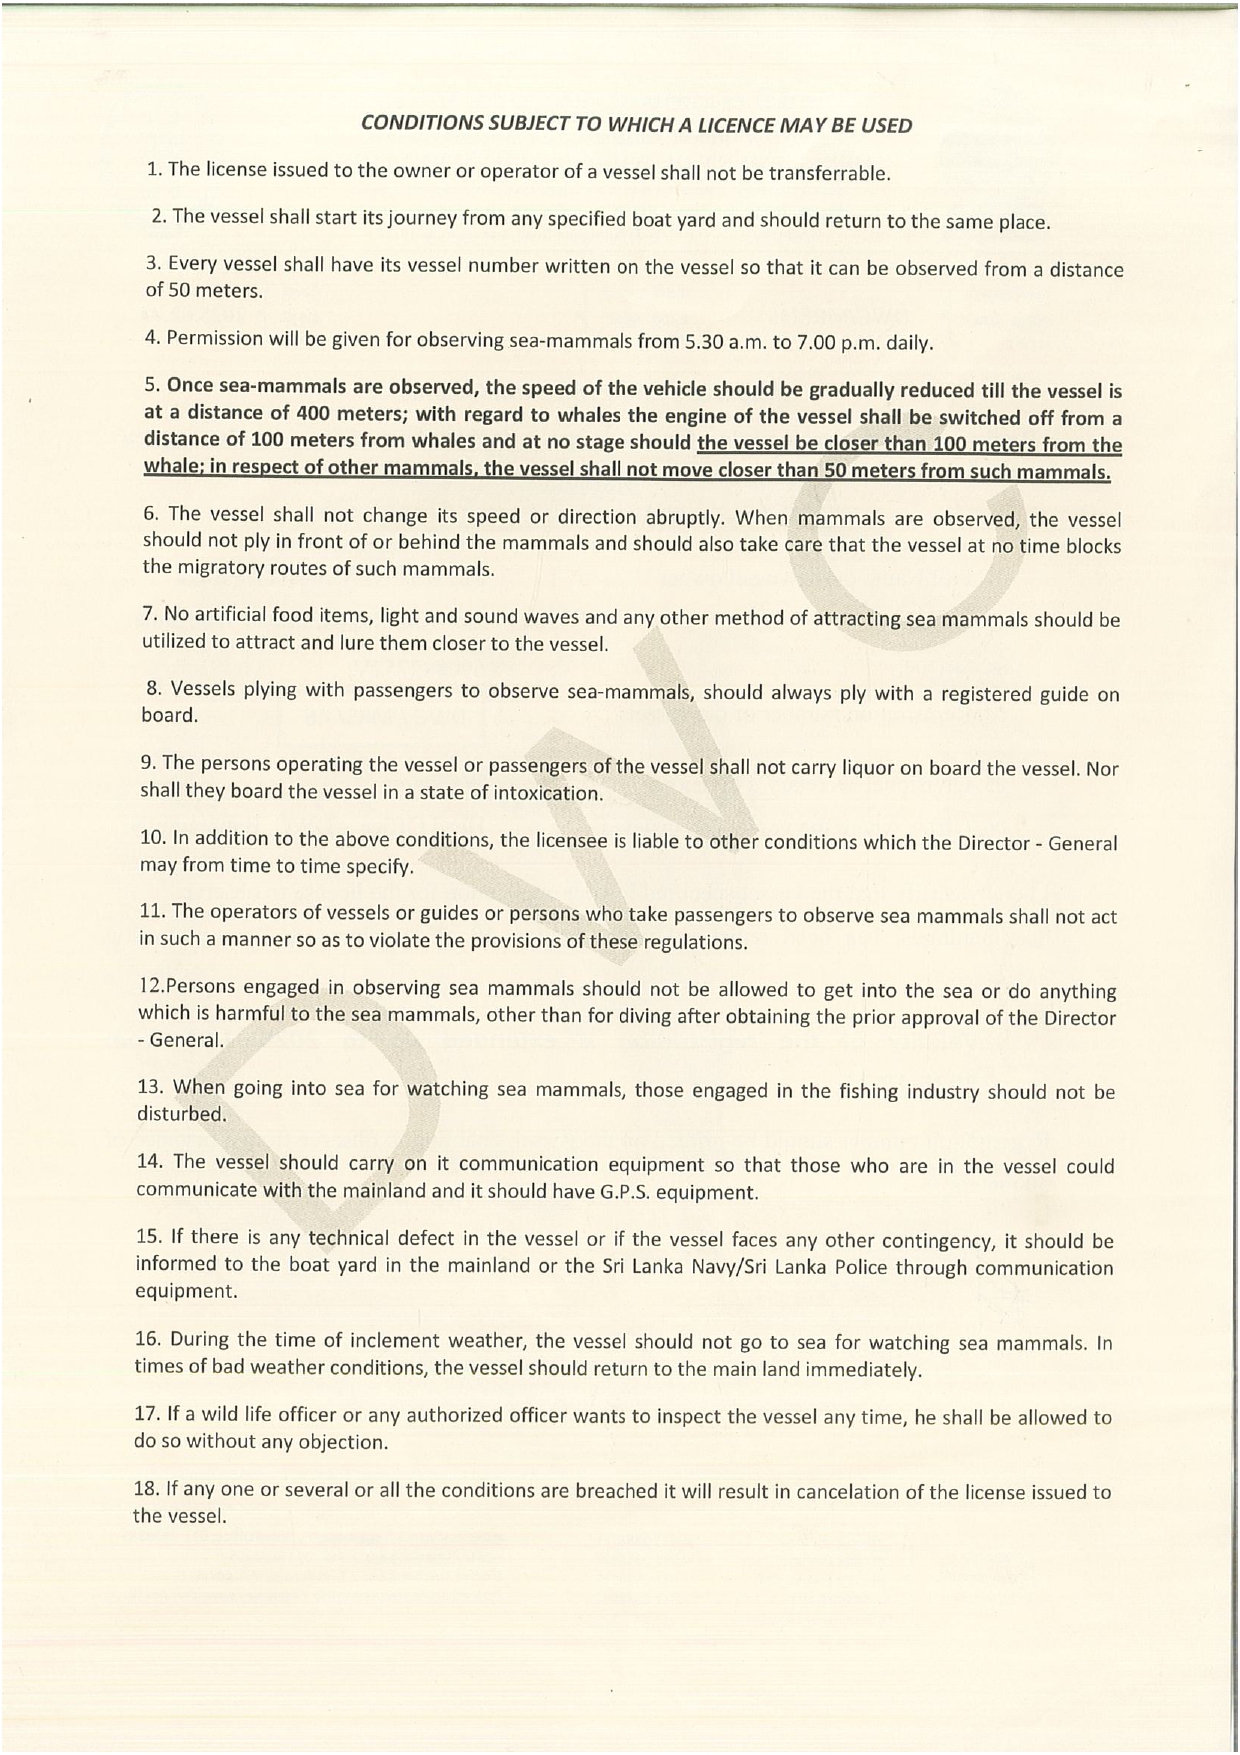 CONDITIONS SUBJECT TO WHICH A LICENCE MAY BE USED
1. The license issued to the owner or operator of a vessel shall not be transferrable.
2. The vessel shall start its journey from any specified boat yard and should return to the same place.
3. Every vessel shall have its vessel number written on the vessel so that it can be observed from a distance
of 50 meters.
4. Permission will be given for observing sea-mammals from 5.30 a.m. to 7.00 p.m. daily.
5. Once sea-mammals are observed, the speed of the vehicle should be gradually reduced till the vessel is
at a distance of 400 meters; with regard to whales the engine of the vessel shall be switched off from a
distance of 100 meters from whales and at no stage should the vessel be closer than 100 meters from the
whale; in respect of other mammals, the vessel shall not move closer than 50 meters from such mammals.
6. The vessel shall not change its speed or direction abruptly. When mammals are observed, the vessel
should not ply in front of or behind the mammals and should also take care that the vessel at no time blocks
the migratory routes of such mammals.
7. No artificial food items, light and sound waves and any other method of attracting sea mammals should be
utilized to attract and lure them closer to the vessel.
8. Vessels plying with passengers to observe sea-mammals, should always ply with a registered guide on
board.
9. The persons operating the vessel or passengers of the vessel shall not carry liquor on board the vessel. Nor
shall they board the vessel in a state of intoxication.
10. In addition to the above conditions, the licensee is liable to other conditions which the Director - General
may from time to time specify.
11. The operators of vessels or guides or persons who take passengers to observe sea mammals shall not act
in such a manner so as to violate the provisions of these regulations.
12.Persons engaged in observing sea mammals should not be allowed to get into the sea or do anything
which is harmful to the sea mammals, other than for diving after obtaining the prior approval of the Director
- General.
13. When going into sea for watching sea mammals, those engaged in the fishing industry should not be
disturbed.
14. The vessel should carry on it communication equipment so that those who are in the vessel could
communicate with the mainland and it should have G.P.S. equipment.
15. If there is any technical defect in the vessel or if the vessel faces any other contingency, it should be
informed to the boat yard in the mainland or the Sri Lanka Navy/Sri Lanka Police through communication
equipment.
16. During the time of inclement weather, the vessel should not go to sea for watching sea mammals. In
times of bad weather conditions, the vessel should return to the main land immediately.
17. If a wild life officer or any authorized officer wants to inspect the vessel any time, he shall be allowed to
do so without any objection.
18. If any one or several or all the conditions are breached it will result in cancelation of the license issued to
the vessel.
DWC